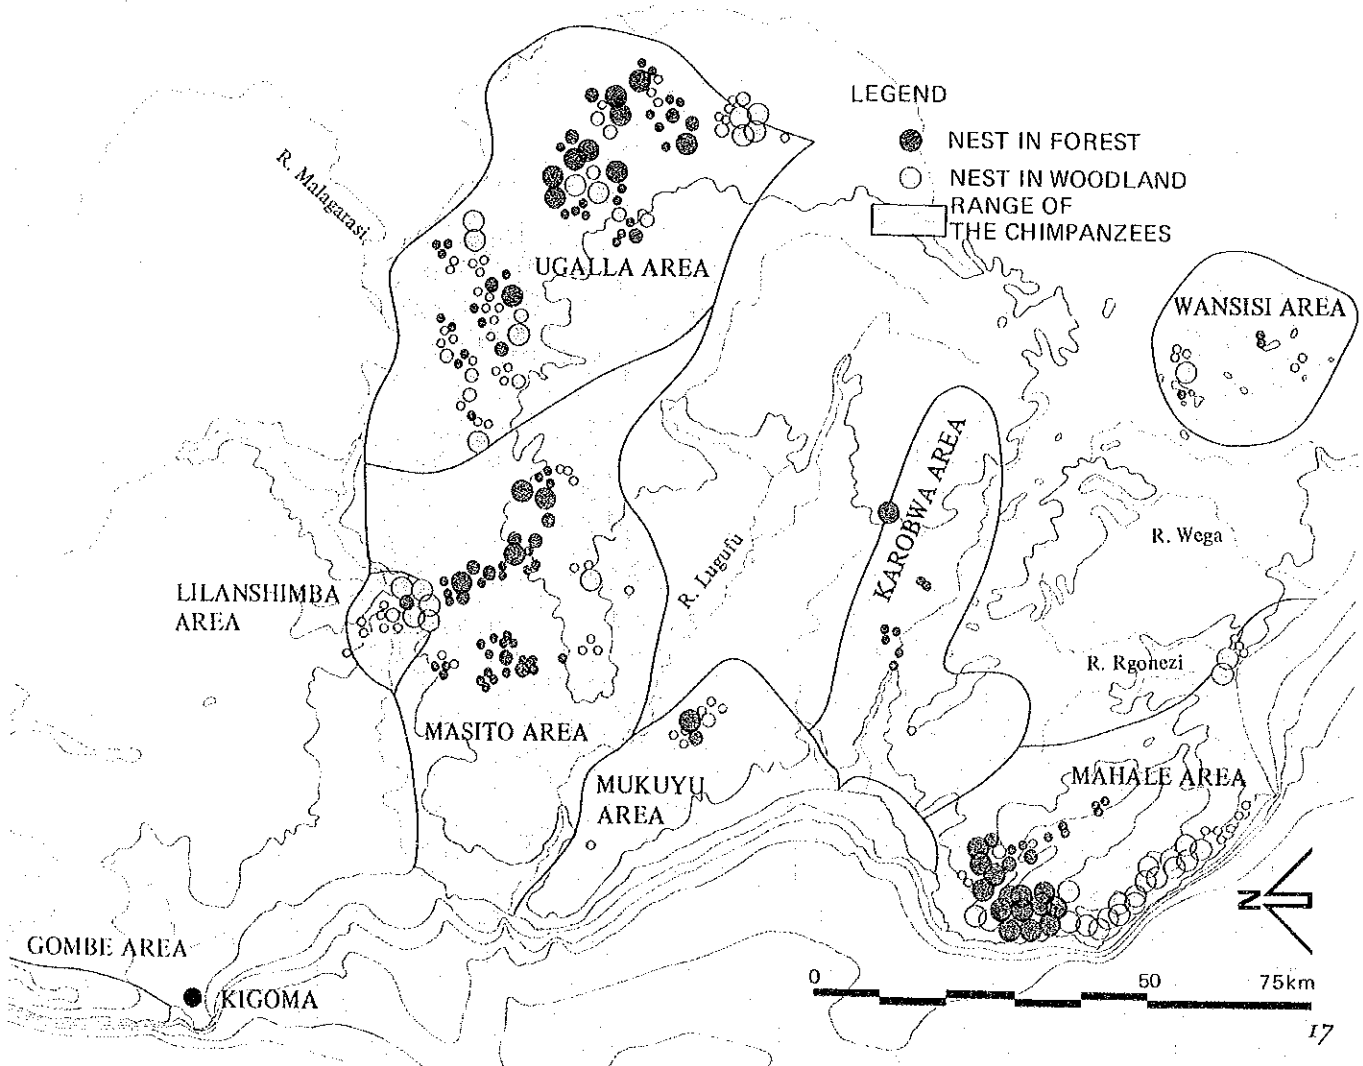 LEGEND
NEST IN FOREST
NEST IN WOODLAND
RANGE OF
THE CHIMPANZEES
R. Malagarasi
UGALLA AREA
WANSISI AREA
KAROBWA AREA
R. Wega
R. Lugufu
LILANSHIMBA
AREA
R. Rgonezi
MASITO AREA
MUKUYU
AREA
MAHALE AREA
N
GOMBE AREA
KIGOMA
0 50 75km
17